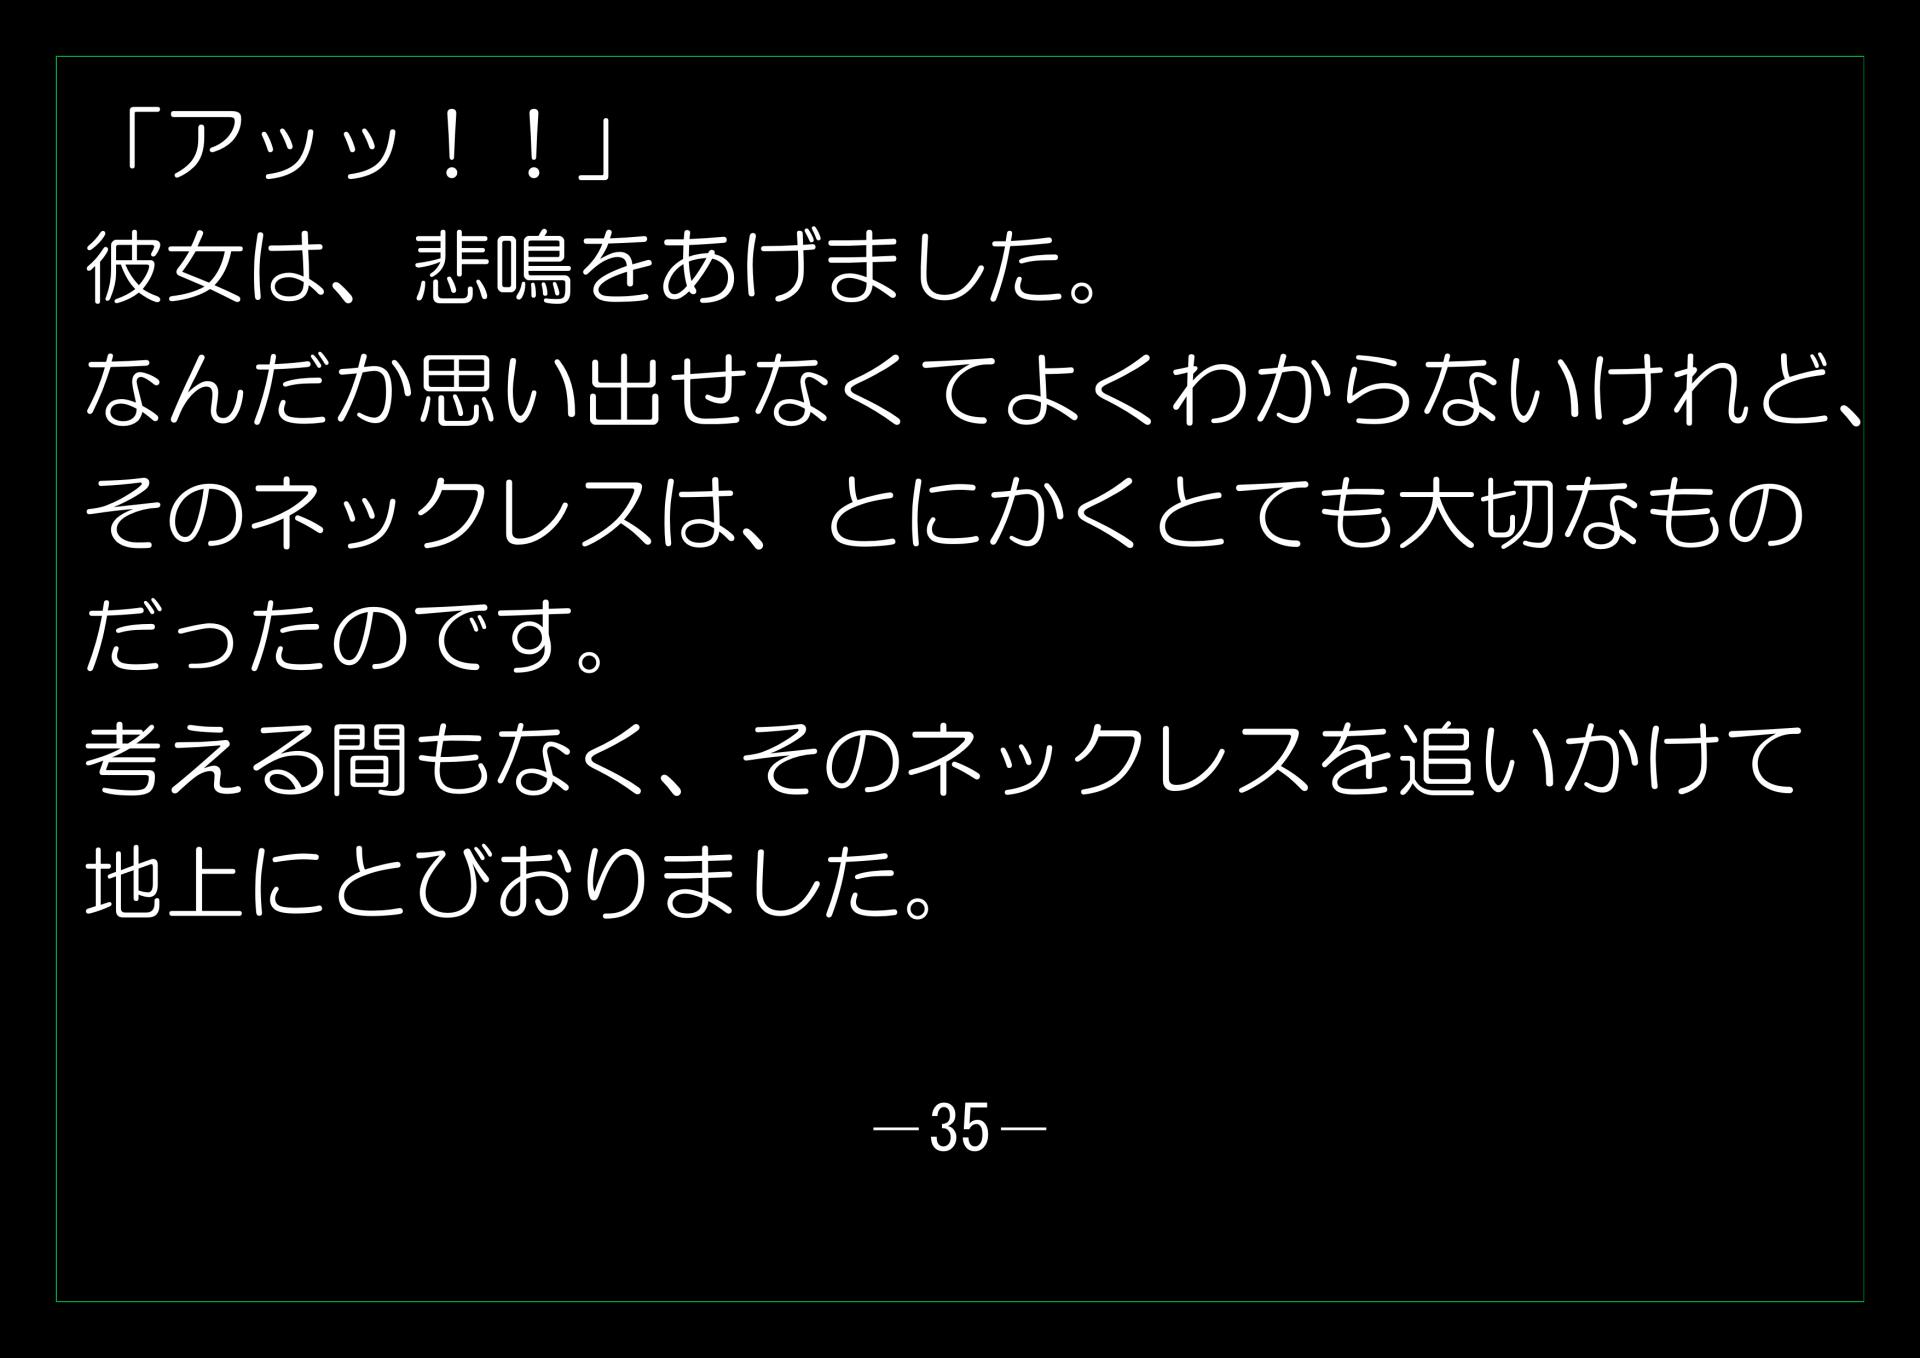 「アッッ！！」
彼女は、悲鳴をあげました。
なんだか思い出せなくてよくわからないけれど、
そのネックレスは、とにかくとても大切なもの
だったのです。
考える間もなく、そのネックレスを追いかけて
地上にとびおりました。
—35—